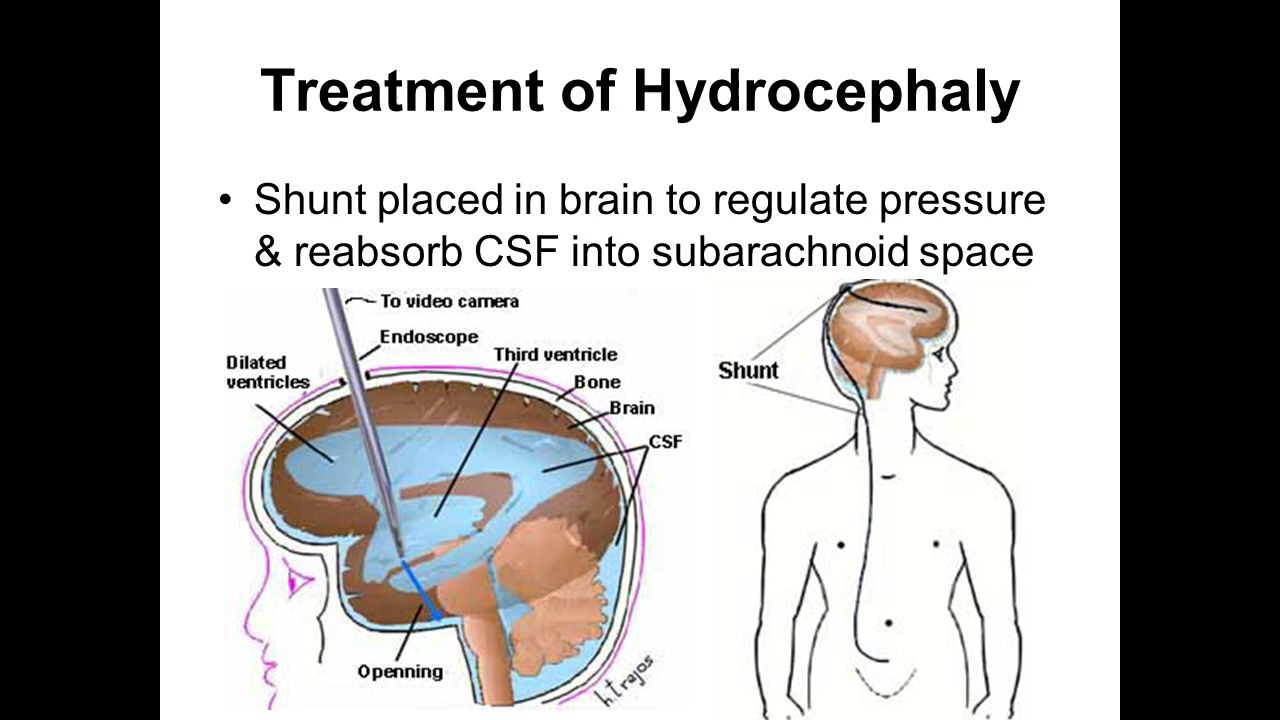 Treatment of Hydrocephaly
• Shunt placed in brain to regulate pressure
& reabsorb CSF into subarachnoid space
To video camera
Endoscope
Third ventricle
Dilated
ventricles
Bone
Brain
CSF
Openning
h.t rejos
Shunt